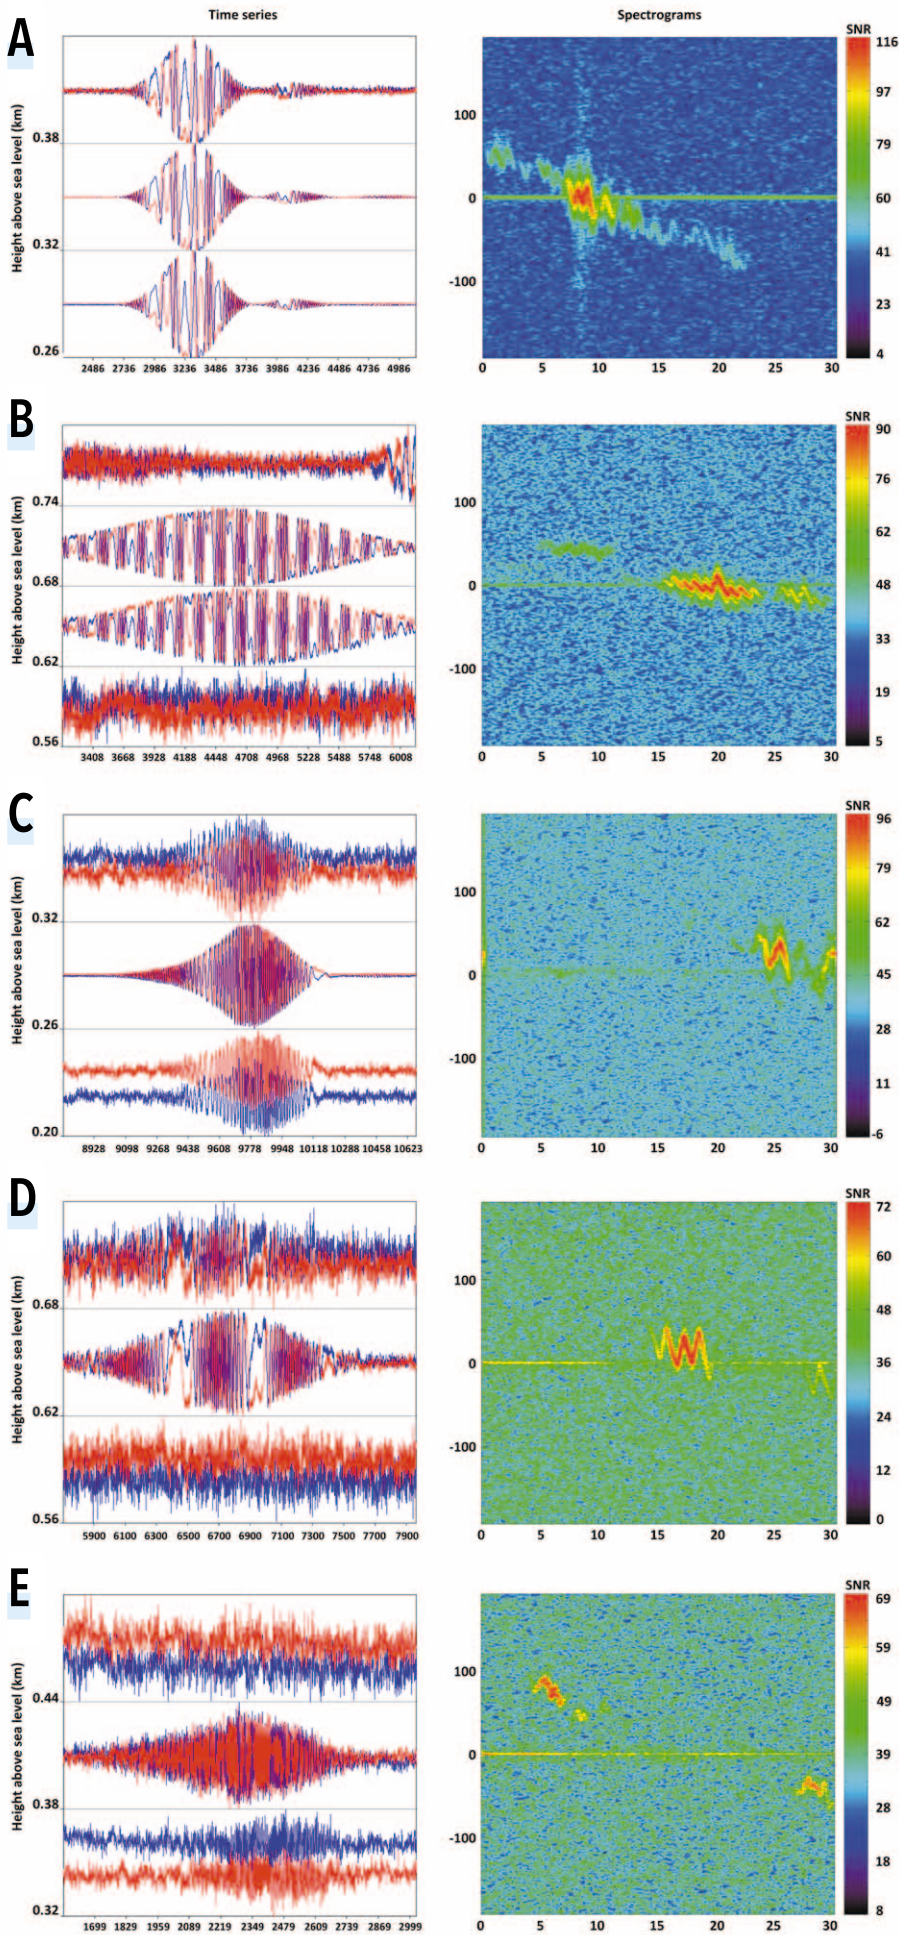 Time series
Spectrograms
A
Height above sea level (km)
0.38
0.32
0.26
2486 2736 2986 3236 3486 3736 3986 4236 4486 4736 4986
100
0
-100
0 5 10 15 20 25 30
SNR
116
97
79
60
41
23
4
B
Height above sea level (km)
0.74
0.68
0.62
0.56
3408 3668 3928 4188 4448 4708 4968 5228 5488 5748 6008
100
0
-100
0 5 10 15 20 25 30
SNR
90
76
62
48
33
19
5
C
Height above sea level (km)
0.32
0.26
0.20
8928 9098 9268 9438 9608 9778 9948 10118 10288 10458 10623
100
0
-100
0 5 10 15 20 25 30
SNR
96
79
62
45
28
11
-6
D
Height above sea level (km)
0.68
0.62
0.56
5900 6100 6300 6500 6700 6900 7100 7300 7500 7700 7900
100
0
-100
0 5 10 15 20 25 30
SNR
72
60
48
36
24
12
0
E
Height above sea level (km)
0.44
0.38
0.32
1699 1829 1959 2089 2219 2349 2479 2609 2739 2869 2999
100
0
-100
0 5 10 15 20 25 30
SNR
69
59
49
39
28
18
8